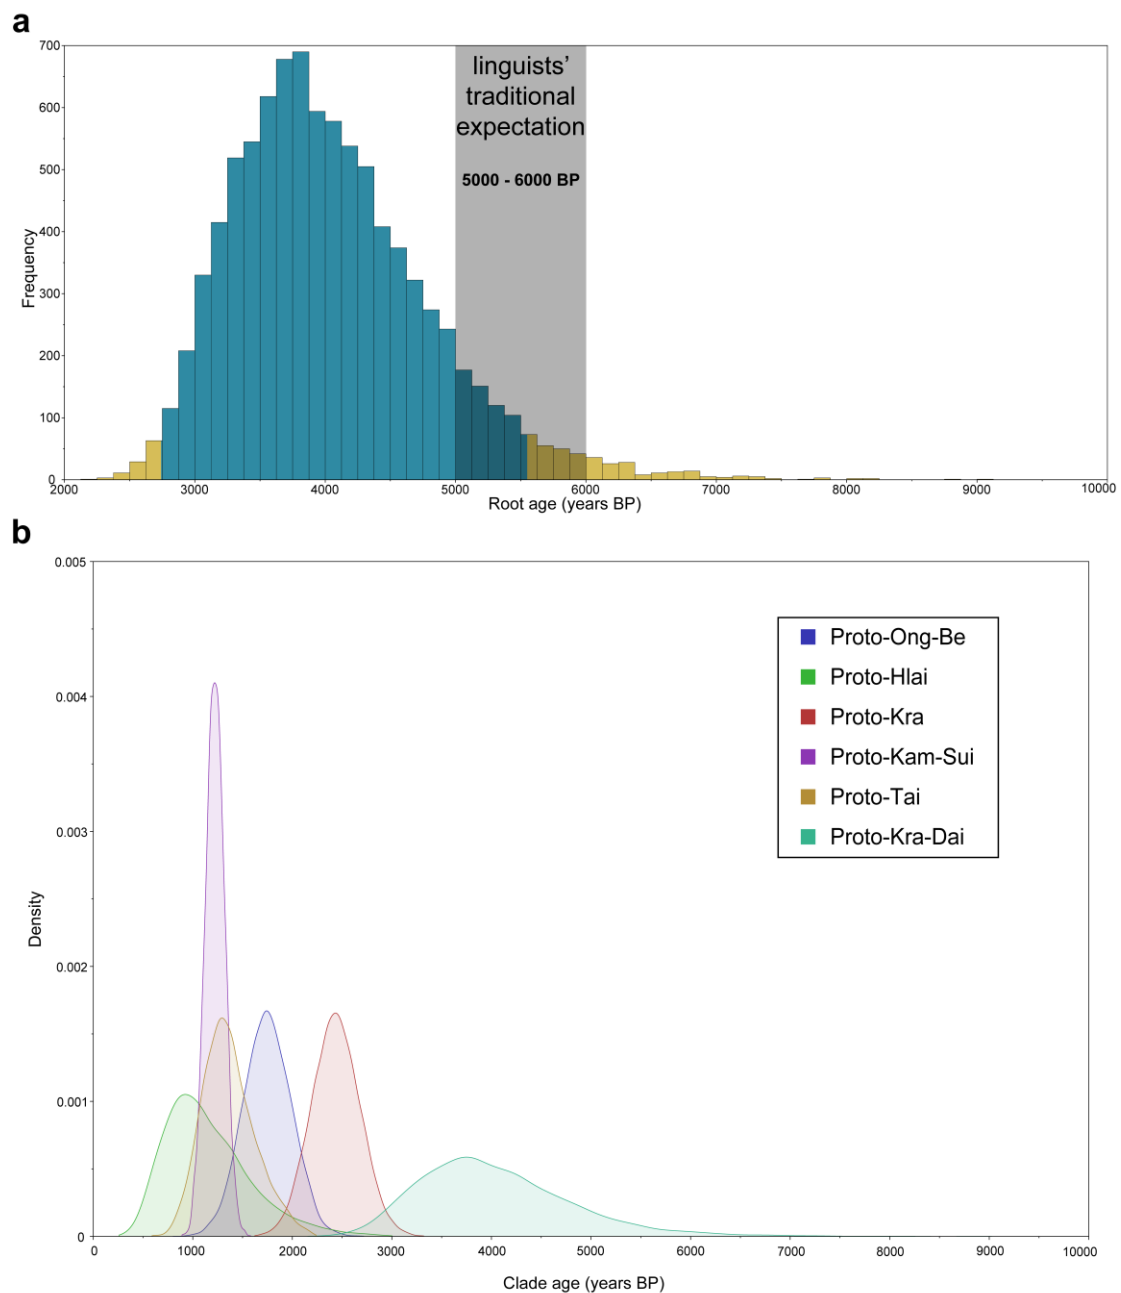 a
700
600
500
400
300
200
100
0
Frequency
linguists'
traditional
expectation
5000 - 6000 BP
2000 3000 4000 5000 6000 7000 8000 9000 10000
Root age (years BP)
b
0.005
0.004
0.003
0.002
0.001
0
Density
Proto-Ong-Be
Proto-Hlai
Proto-Kra
Proto-Kam-Sui
Proto-Tai
Proto-Kra-Dai
0 1000 2000 3000 4000 5000 6000 7000 8000 9000 10000
Clade age (years BP)